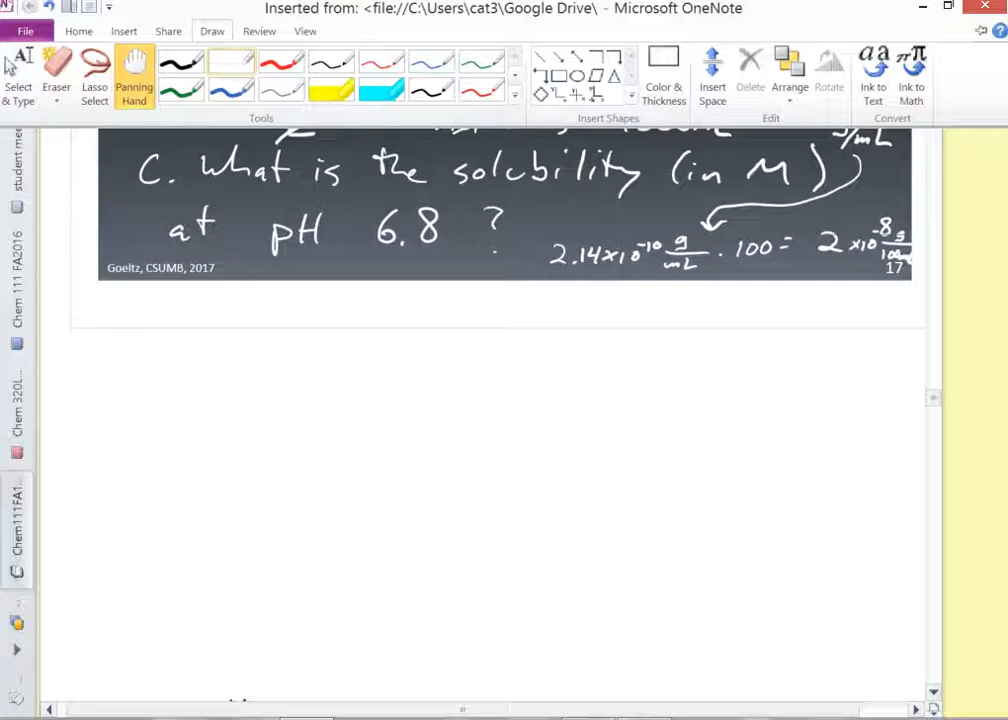 Inserted from: <file://C:\Users\cat3\Google Drive\ - Microsoft OneNote
File Home Insert Share Draw Review View
Select & Type
Eraser
Lasso Select
Panning Hand
Color & Thickness
Insert Space
Delete
Arrange
Rotate
Ink to Text
Ink to Math
Tools
Insert Shapes
Edit
Convert
g/mL
C. What is the solubility (in M)
at pH 6.8 ?
2.14×10⁻¹⁰ g/mL · 100 = 2×10⁻⁸ g/100mL
Goeltz, CSUMB, 2017
17
student mee
Chem 111 FA2016
Chem 320L...
Chem111FA1...